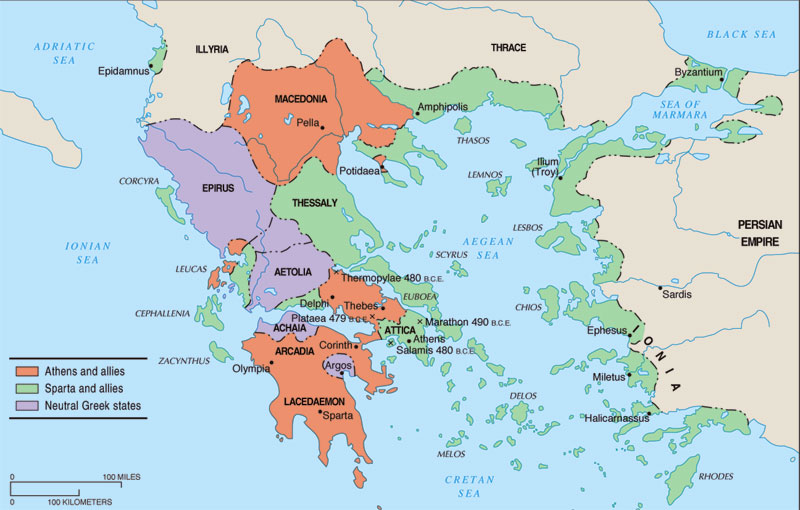 ADRIATIC
SEA
ILLYRIA
THRACE
BLACK SEA
Epidamnus
Byzantium
SEA OF
MARMARA
MACEDONIA
Pella
Amphipolis
THASOS
Potidaea
Ilium
(Troy)
LEMNOS
CORCYRA
EPIRUS
THESSALY
PERSIAN
EMPIRE
IONIAN
SEA
AEGEAN
SEA
LESBOS
SCYRUS
LEUCAS
AETOLIA
Thermopylae 480 B.C.E.
EUBOEA
Sardis
Delphi
Thebes
CHIOS
CEPHALLENIA
Plataea 479 B.C.E.
Marathon 490 B.C.E.
ACHAIA
ATTICA
Athens
Ephesus
IONIA
ARCADIA
Corinth
Salamis 480 B.C.E.
ZACYNTHUS
Olympia
Argos
Miletus
Athens and allies
Sparta and allies
Neutral Greek states
LACEDAEMON
Sparta
DELOS
Halicarnassus
MELOS
CRETAN
SEA
RHODES
0 100 MILES
0 100 KILOMETERS